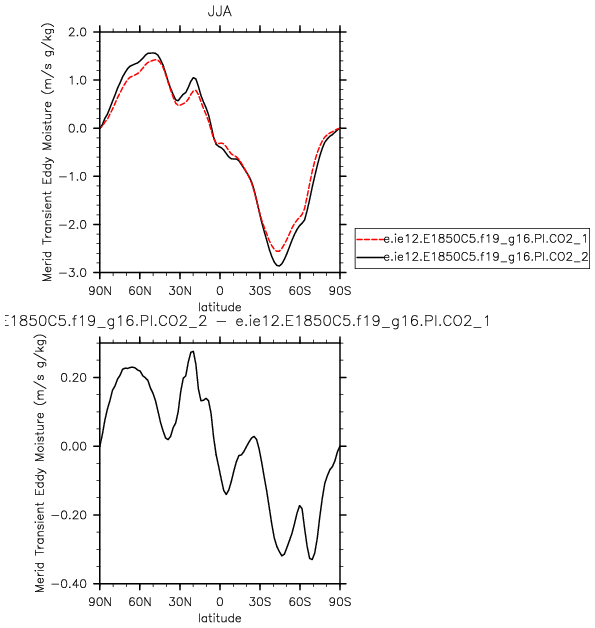 JJA
Merid Transient Eddy Moisture (m/s g/kg)
2.0
1.0
0.0
−1.0
−2.0
−3.0
90N 60N 30N 0 30S 60S 90S
latitude
e.ie12.E1850C5.f19_g16.PI.CO2_1
e.ie12.E1850C5.f19_g16.PI.CO2_2
E1850C5.f19_g16.PI.CO2_2 − e.ie12.E1850C5.f19_g16.PI.CO2_1
Merid Transient Eddy Moisture (m/s g/kg)
0.20
0.00
−0.20
−0.40
90N 60N 30N 0 30S 60S 90S
latitude